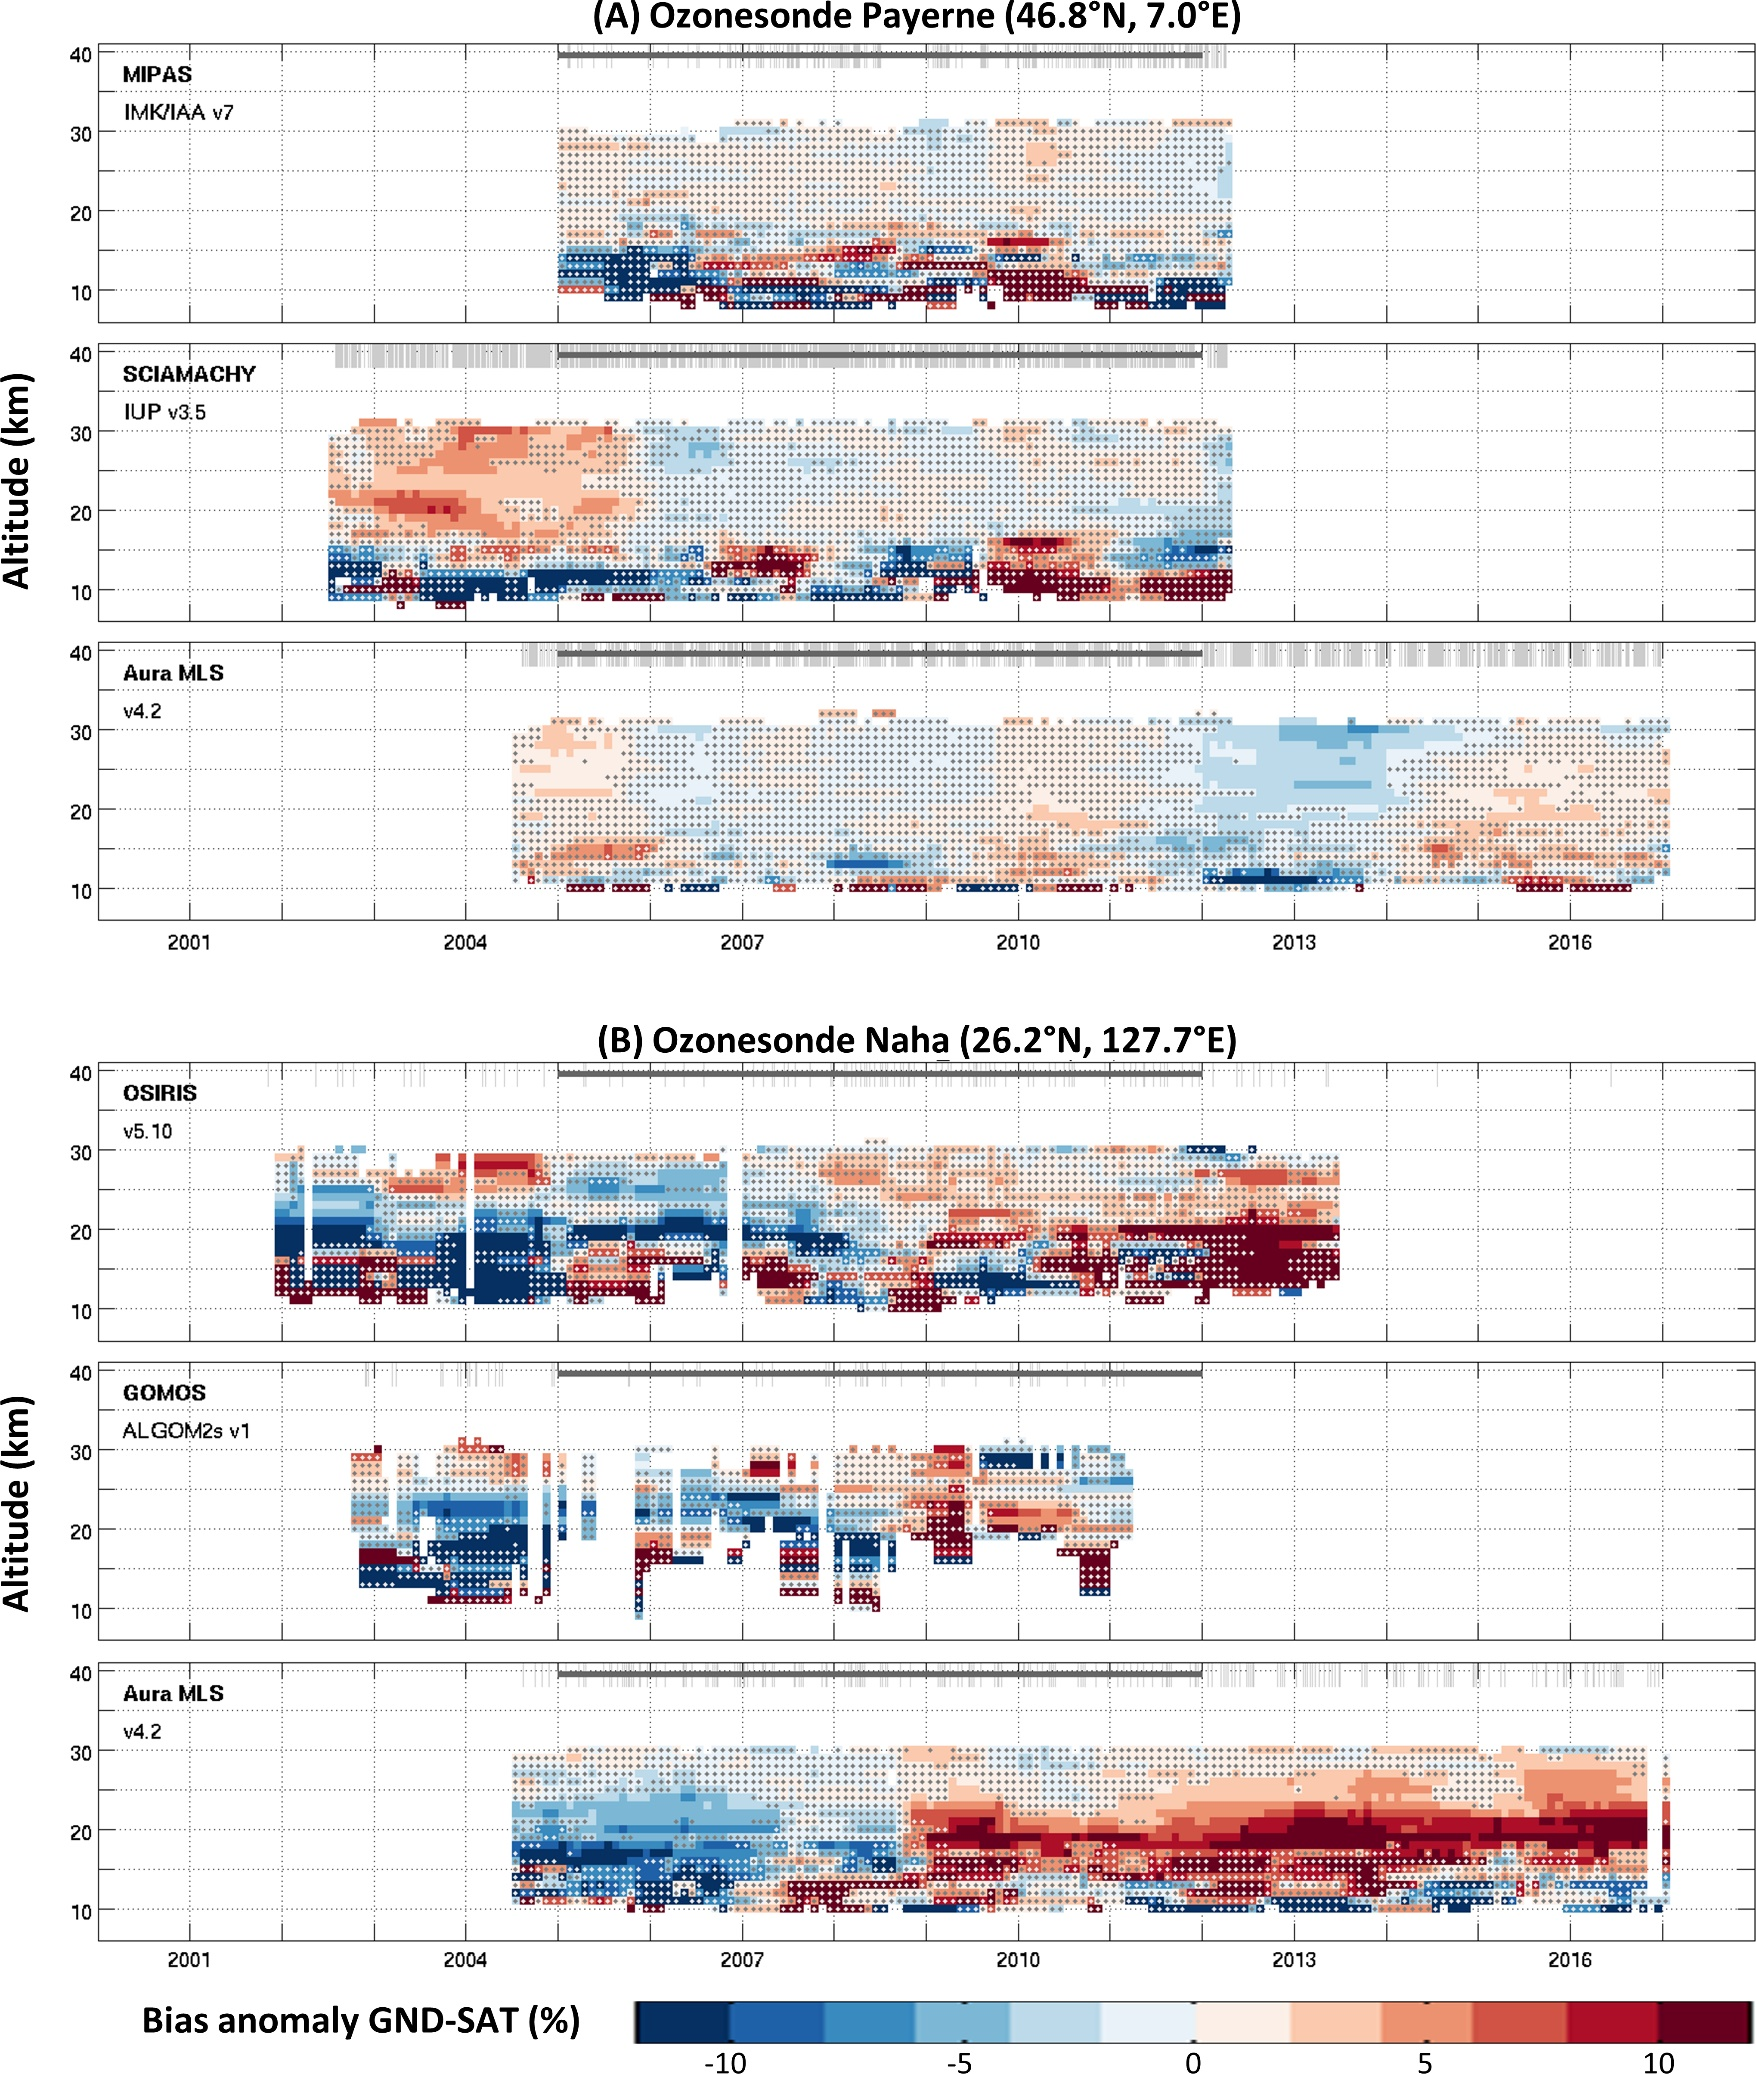 (A) Ozonesonde Payerne (46.8°N, 7.0°E)
40
MIPAS
IMK/IAA v7
30
20
10
40
SCIAMACHY
IUP v3.5
30
20
10
40
Aura MLS
v4.2
30
20
10
Altitude (km)
2001 2004 2007 2010 2013 2016
(B) Ozonesonde Naha (26.2°N, 127.7°E)
40
OSIRIS
v5.10
30
20
10
40
GOMOS
ALGOM2s v1
30
20
10
40
Aura MLS
v4.2
30
20
10
Altitude (km)
2001 2004 2007 2010 2013 2016
Bias anomaly GND-SAT (%)
-10 -5 0 5 10